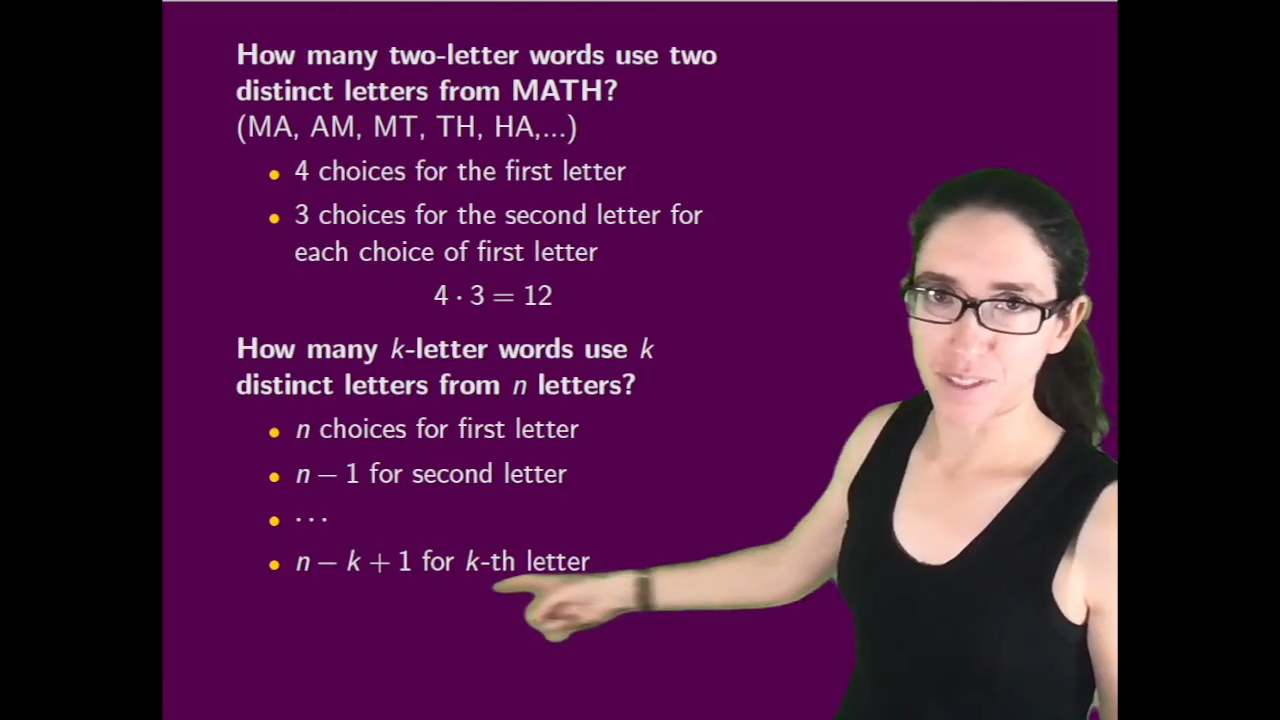 How many two-letter words use two
distinct letters from MATH?
(MA, AM, MT, TH, HA,...)
• 4 choices for the first letter
• 3 choices for the second letter for
each choice of first letter
4 · 3 = 12
How many k-letter words use k
distinct letters from n letters?
• n choices for first letter
• n − 1 for second letter
• · · ·
• n − k + 1 for k-th letter